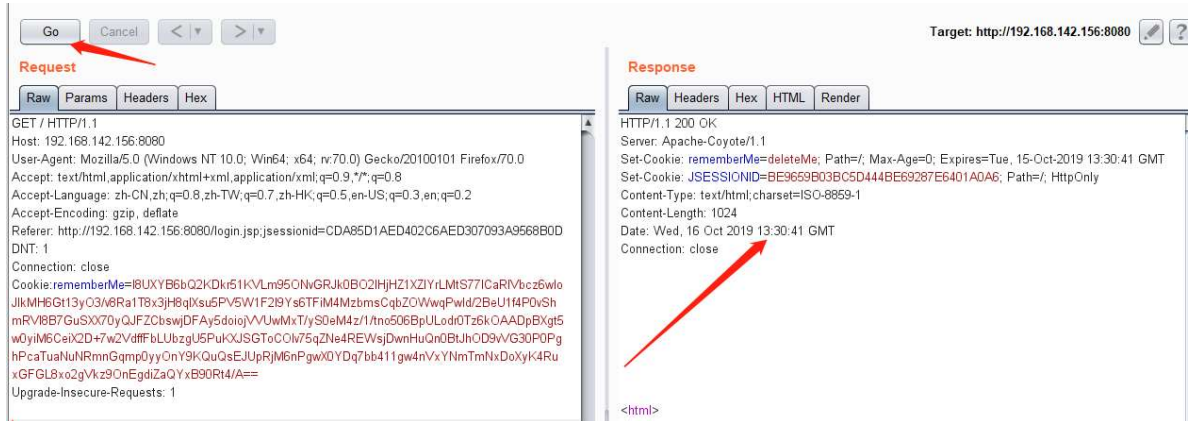 Go
Cancel
<
>
Target: http://192.168.142.156:8080
?
Request
Raw Params Headers Hex
GET / HTTP/1.1
Host: 192.168.142.156:8080
User-Agent: Mozilla/5.0 (Windows NT 10.0; Win64; x64; rv:70.0) Gecko/20100101 Firefox/70.0
Accept: text/html,application/xhtml+xml,application/xml;q=0.9,*/*;q=0.8
Accept-Language: zh-CN,zh;q=0.8,zh-TW;q=0.7,zh-HK;q=0.5,en-US;q=0.3,en;q=0.2
Accept-Encoding: gzip, deflate
Referer: http://192.168.142.156:8080/login.jsp;jsessionid=CDA85D1AED402C6AED307093A9568B0D
DNT: 1
Connection: close
Cookie:rememberMe=
Upgrade-Insecure-Requests: 1
Response
Raw Headers Hex HTML Render
HTTP/1.1 200 OK
Server: Apache-Coyote/1.1
Set-Cookie: rememberMe=deleteMe; Path=/; Max-Age=0; Expires=Tue, 15-Oct-2019 13:30:41 GMT
Set-Cookie: JSESSIONID=BE9659B03BC5D444BE69287E6401A0A6; Path=/; HttpOnly
Content-Type: text/html;charset=ISO-8859-1
Content-Length: 1024
Date: Wed, 16 Oct 2019 13:30:41 GMT
Connection: close
<html>